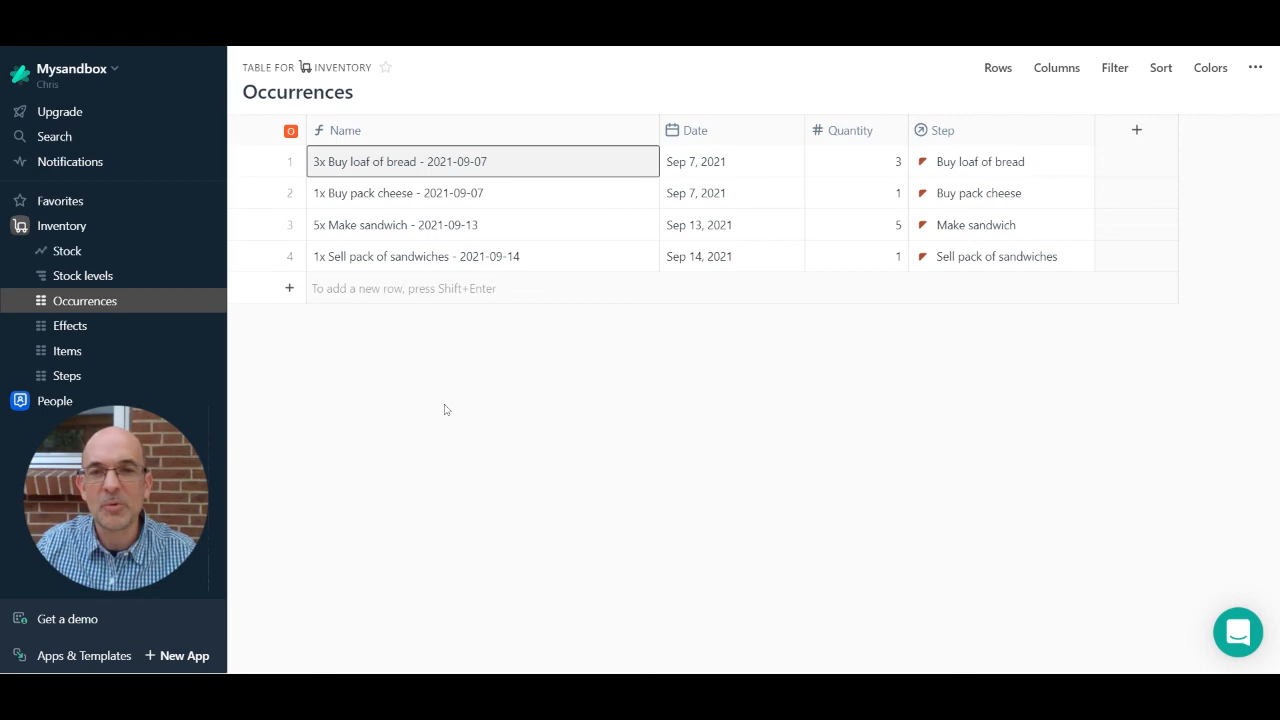 Mysandbox
Chris
Upgrade
Search
Notifications
Favorites
Inventory
Stock
Stock levels
Occurrences
Effects
Items
Steps
People
Get a demo
Apps & Templates + New App
TABLE FOR INVENTORY
Occurrences
Rows Columns Filter Sort Colors ...
O Name Date # Quantity Step +
1 3x Buy loaf of bread - 2021-09-07 Sep 7, 2021 3 Buy loaf of bread
2 1x Buy pack cheese - 2021-09-07 Sep 7, 2021 1 Buy pack cheese
3 5x Make sandwich - 2021-09-13 Sep 13, 2021 5 Make sandwich
4 1x Sell pack of sandwiches - 2021-09-14 Sep 14, 2021 1 Sell pack of sandwiches
+ To add a new row, press Shift+Enter